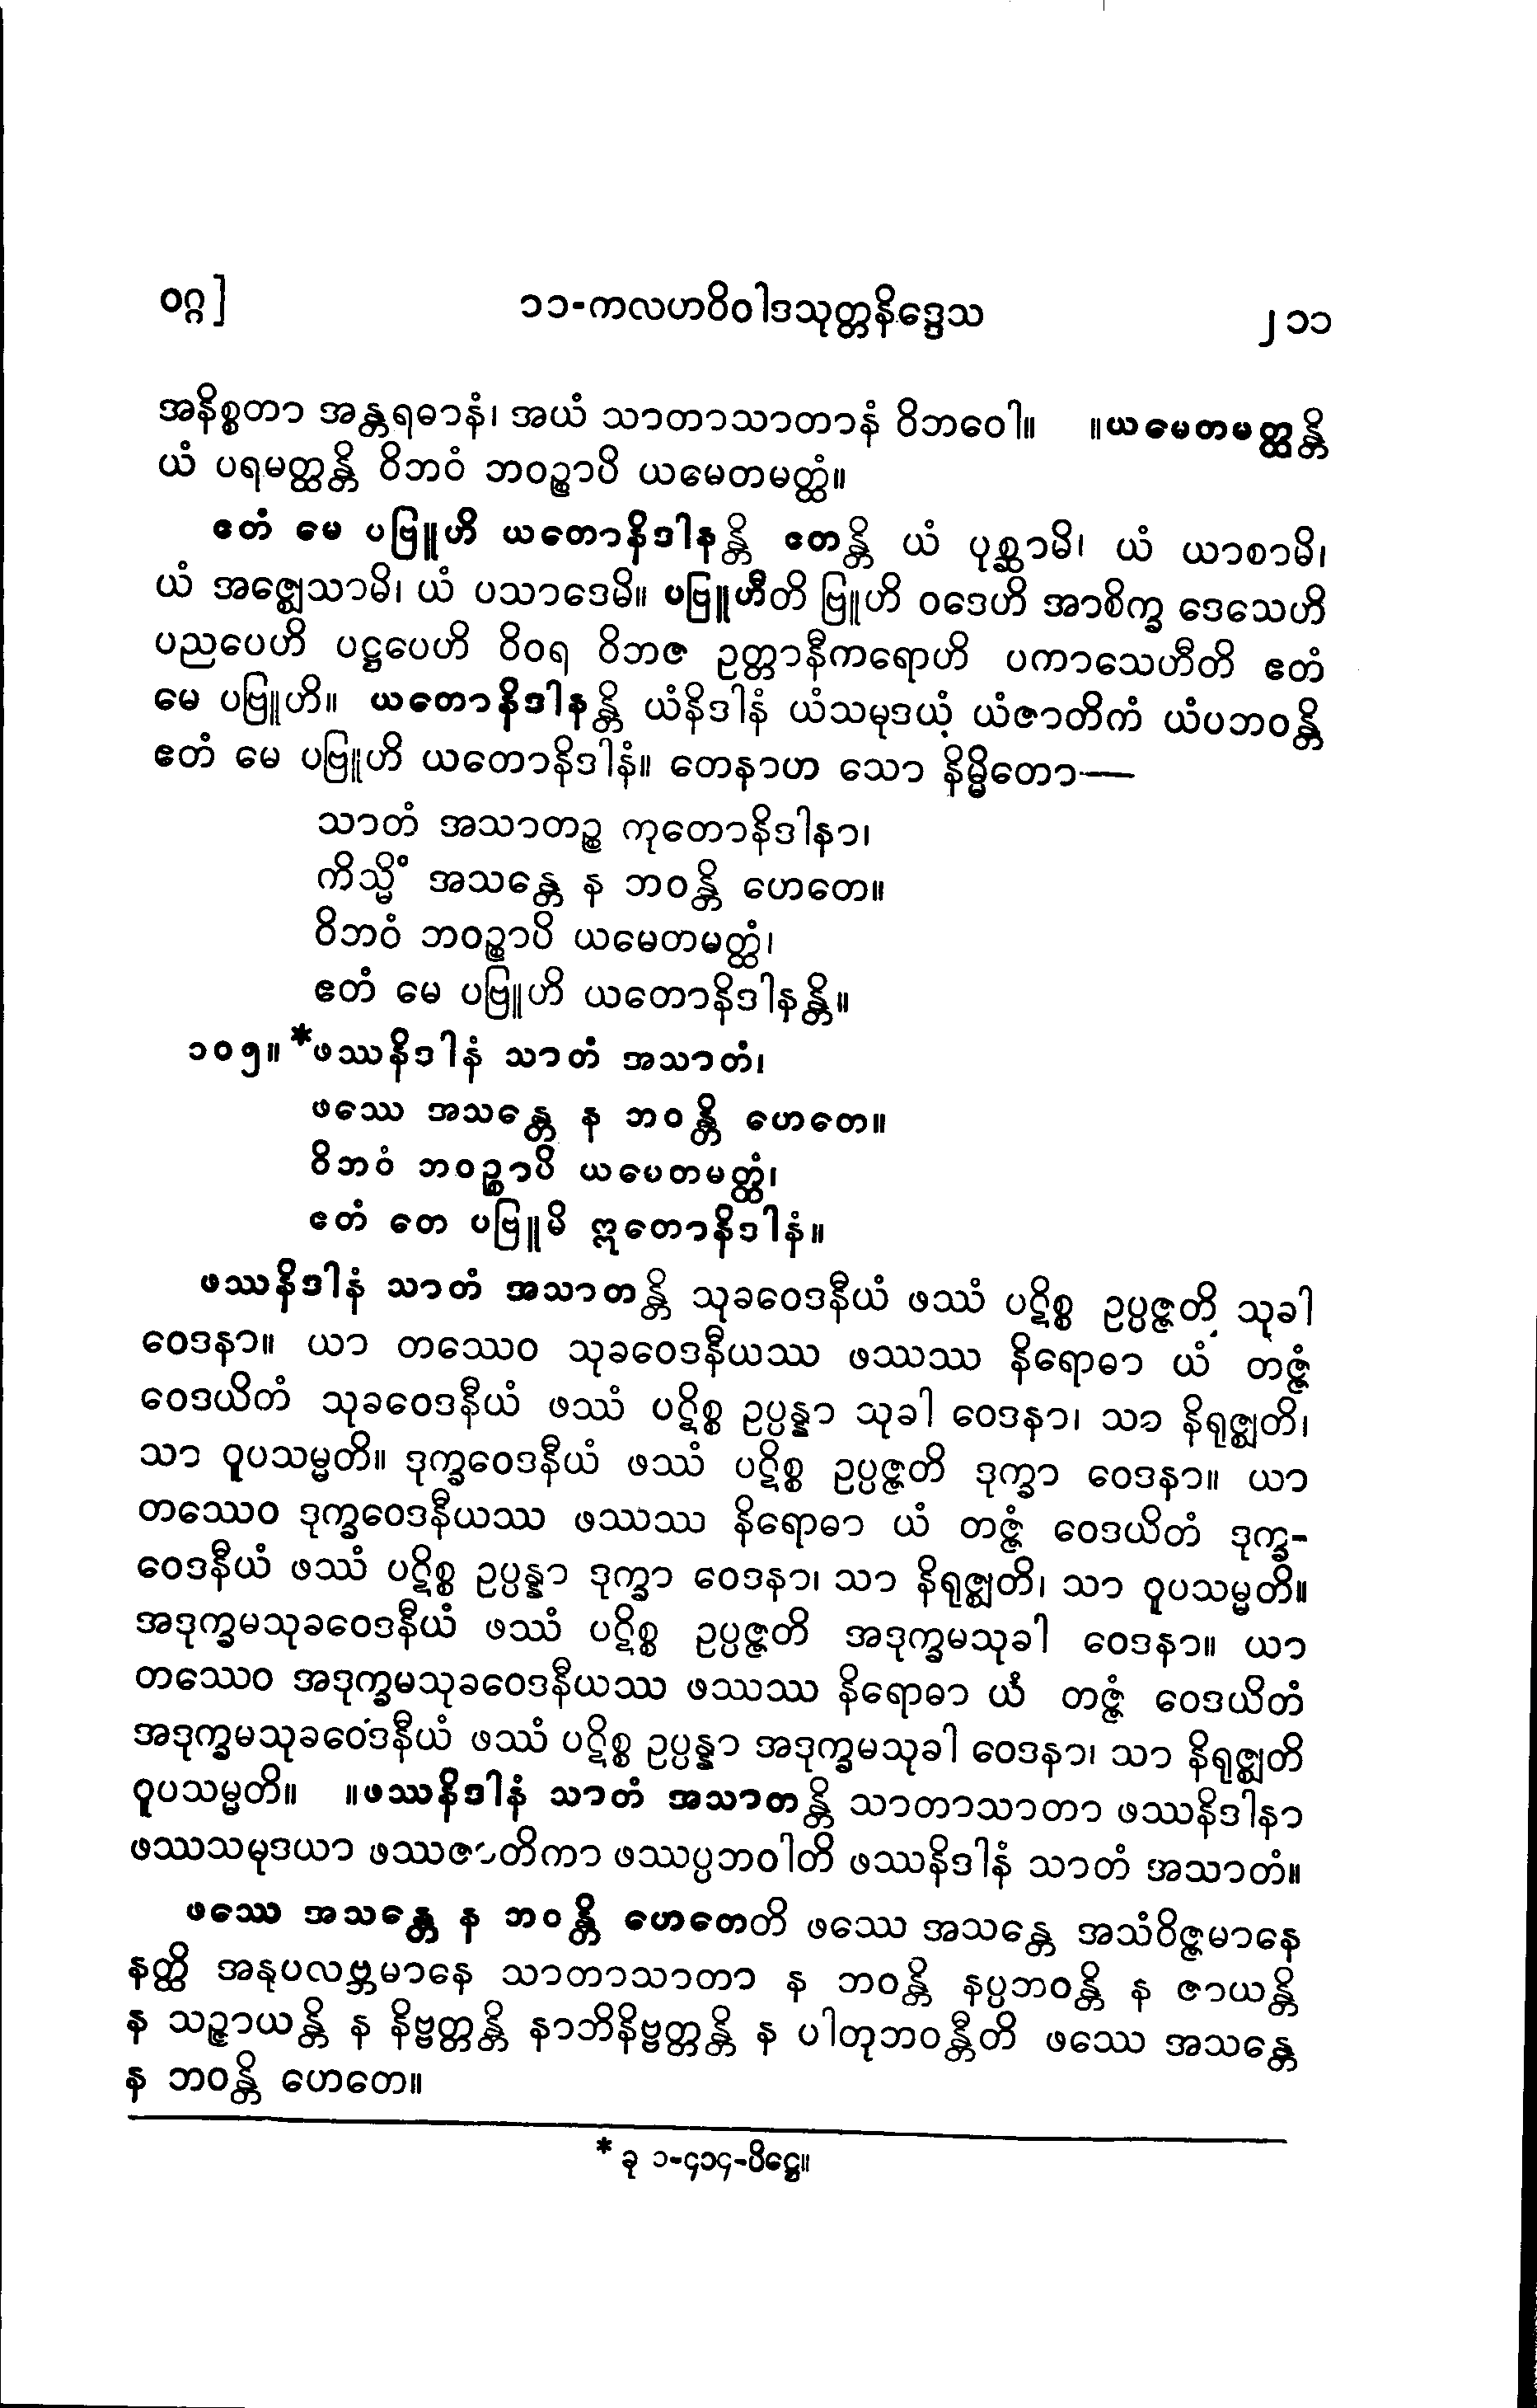 ဝဂ္ဂ]
၁၁-ကလဟဝိဝါဒသုတ္တနိဒ္ဒေသ
၂၁၁
အနိစ္စတာ အန္တရဓာနံ၊ အယံ သာတာသာတာနံ ဝိဘဝေါ။ ။ယမေတမတ္ထန္တိ
ယံ ပရမတ္ထန္တိ ဝိဘဝံ ဘဝဉ္စာပိ ယမေတမတ္ထံ။
ဧတံ မေ ပဗြူဟိ ယတောနိဒါနန္တိ ဧတန္တိ ယံ ပုစ္ဆာမိ၊ ယံ ယာစာမိ၊
ယံ အဇ္ဈေသာမိ၊ ယံ ပသာဒေမိ။ ပဗြူဟီတိ ဗြူဟိ ဝဒေဟိ အာစိက္ခ ဒေသေဟိ
ပညပေဟိ ပဋ္ဌပေဟိ ဝိဝရ ဝိဘဇ ဥတ္တာနီကရောဟိ ပကာသေဟီတိ ဧတံ
မေ ပဗြူဟိ။ ယတောနိဒါနန္တိ ယံနိဒါနံ ယံသမုဒယံ့ ယံဇာတိကံ ယံပဘဝန္တိ
ဧတံ မေ ပဗြူဟိ ယတောနိဒါနံ။ တေနာဟ သော နိမ္မိတော—
သာတံ အသာတဉ္စ ကုတောနိဒါနာ၊
ကိသ္မိံ အသန္တေ န ဘဝန္တိ ဟေတေ။
ဝိဘဝံ ဘဝဉ္စာပိ ယမေတမတ္ထံ၊
ဧတံ မေ ပဗြူဟိ ယတောနိဒါနန္တိ။
၁၀၅။ *ဖဿနိဒါနံ သာတံ အသာတံ၊
ဖဿေ အသန္တေ န ဘဝန္တိ ဟေတေ။
ဝိဘဝံ ဘဝဉ္စာပိ ယမေတမတ္ထံ၊
ဧတံ တေ ပဗြူမိ ဣတောနိဒါနံ။
ဖဿနိဒါနံ သာတံ အသာတန္တိ သုခဝေဒနီယံ ဖဿံ ပဋိစ္စ ဥပ္ပဇ္ဇတိ သုခါ
ဝေဒနာ။ ယာ တဿေဝ သုခဝေဒနီယဿ ဖဿဿ နိရောဓာ ယံ တဇ္ဇံ
ဝေဒယိတံ သုခဝေဒနီယံ ဖဿံ ပဋိစ္စ ဥပ္ပန္နာ သုခါ ဝေဒနာ၊ သာ နိရုဇ္ဈတိ၊
သာ ဝူပသမ္မတိ။ ဒုက္ခဝေဒနီယံ ဖဿံ ပဋိစ္စ ဥပ္ပဇ္ဇတိ ဒုက္ခာ ဝေဒနာ။ ယာ
တဿေဝ ဒုက္ခဝေဒနီယဿ ဖဿဿ နိရောဓာ ယံ တဇ္ဇံ ဝေဒယိတံ ဒုက္ခ-
ဝေဒနီယံ ဖဿံ ပဋိစ္စ ဥပ္ပန္နာ ဒုက္ခာ ဝေဒနာ၊ သာ နိရုဇ္ဈတိ၊ သာ ဝူပသမ္မတိ။
အဒုက္ခမသုခဝေဒနီယံ ဖဿံ ပဋိစ္စ ဥပ္ပဇ္ဇတိ အဒုက္ခမသုခါ ဝေဒနာ။ ယာ
တဿေဝ အဒုက္ခမသုခဝေဒနီယဿ ဖဿဿ နိရောဓာ ယံ တဇ္ဇံ ဝေဒယိတံ
အဒုက္ခမသုခဝေဒနီယံ ဖဿံ ပဋိစ္စ ဥပ္ပန္နာ အဒုက္ခမသုခါ ဝေဒနာ၊ သာ နိရုဇ္ဈတိ
ဝူပသမ္မတိ။ ။ဖဿနိဒါနံ သာတံ အသာတန္တိ သာတာသာတာ ဖဿနိဒါနာ
ဖဿသမုဒယာ ဖဿဇာတိကာ ဖဿပ္ပဘဝါတိ ဖဿနိဒါနံ သာတံ အသာတံ။
ဖဿေ အသန္တေ န ဘဝန္တိ ဟေတေတိ ဖဿေ အသန္တေ အသံဝိဇ္ဇမာနေ
နတ္ထိ အနုပလဗ္ဘမာနေ သာတာသာတာ န ဘဝန္တိ နပ္ပဘဝန္တိ န ဇာယန္တိ
န သဉ္ဇာယန္တိ န နိဗ္ဗတ္တန္တိ နာဘိနိဗ္ဗတ္တန္တိ န ပါတုဘဝန္တီတိ ဖဿေ အသန္တေ
န ဘဝန္တိ ဟေတေ။
* ခု ၁-၄၁၄-ပိဋ္ဌေ။